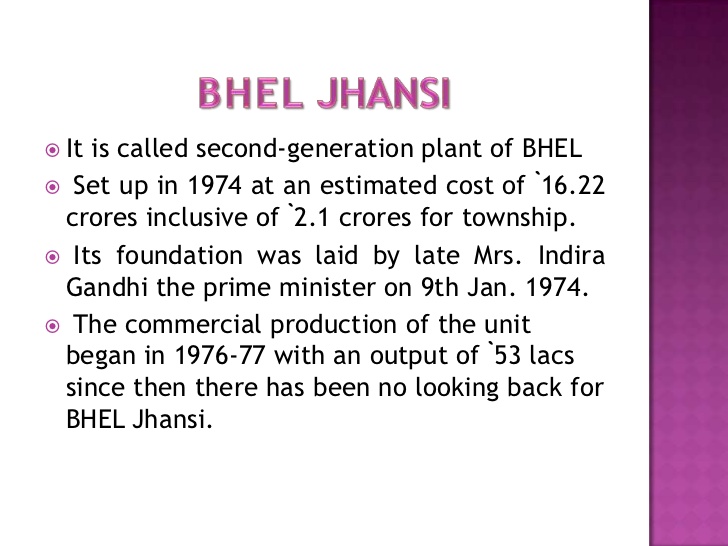 BHEL JHANSI
It is called second-generation plant of BHEL
Set up in 1974 at an estimated cost of `16.22
crores inclusive of `2.1 crores for township.
Its foundation was laid by late Mrs. Indira
Gandhi the prime minister on 9th Jan. 1974.
The commercial production of the unit
began in 1976-77 with an output of `53 lacs
since then there has been no looking back for
BHEL Jhansi.